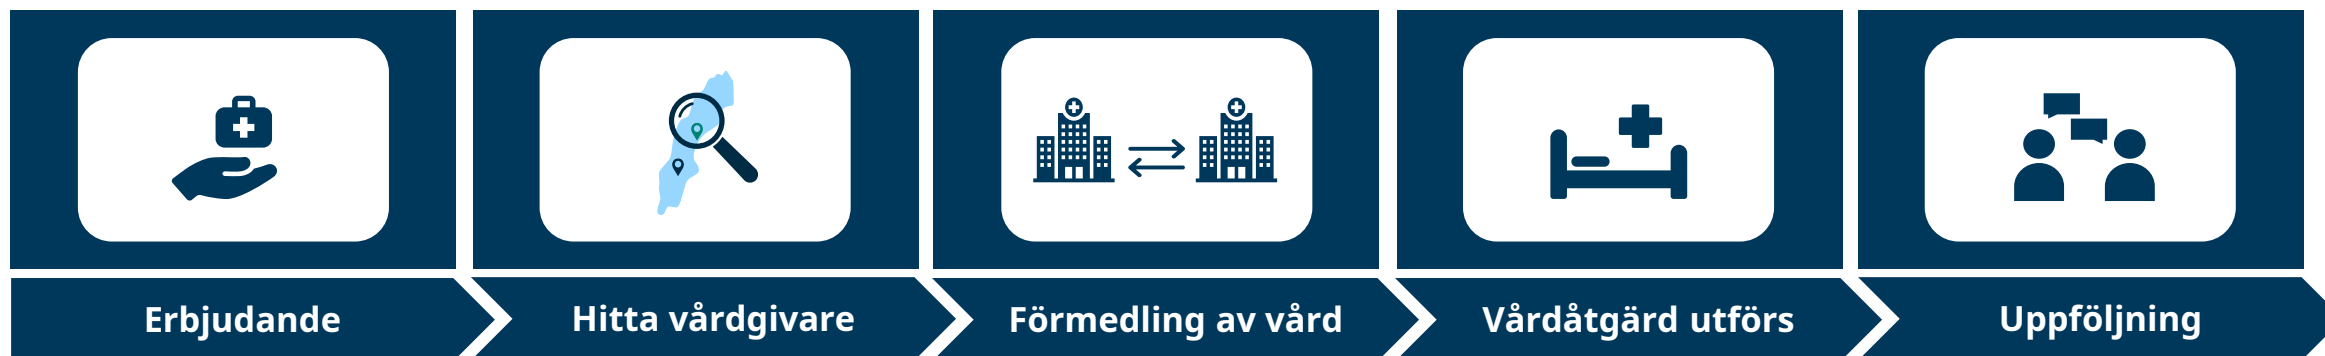 Erbjudande
Hitta vårdgivare
Förmedling av vård
Vårdåtgärd utförs
Uppföljning